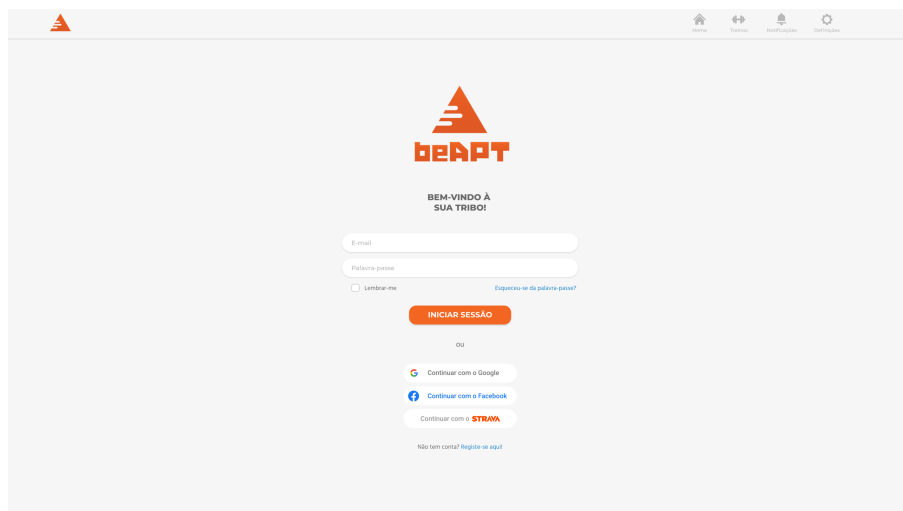 Home
Treinos
Notificações
Definições
beAPT
BEM-VINDO À
SUA TRIBO!
E-mail
Palavra-passe
Lembrar-me
Esqueceu-se da palavra-passe?
INICIAR SESSÃO
OU
Continuar com o Google
Continuar com o Facebook
Continuar com o STRAVA
Não tem conta? Registe-se aqui!